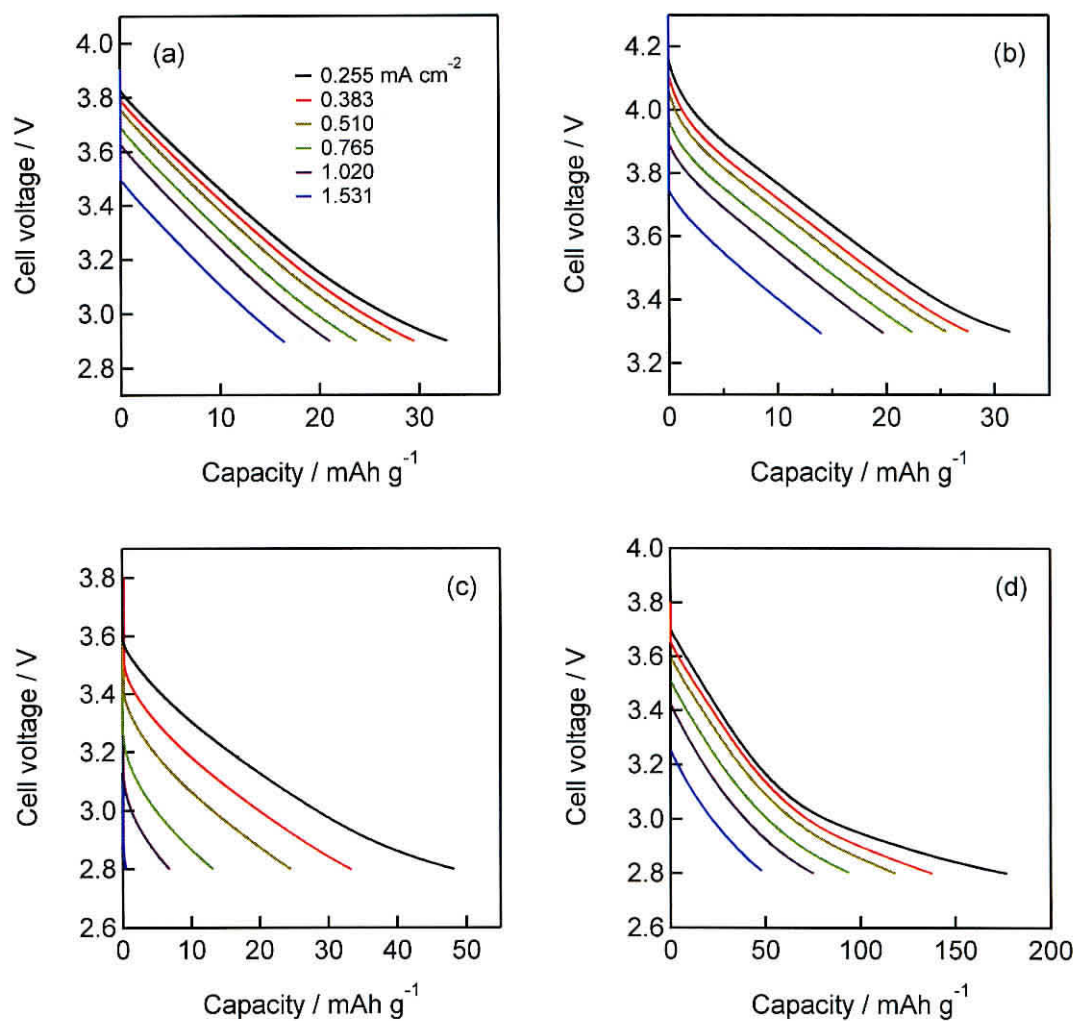 (a)
4.0
3.8
3.6
3.4
3.2
3.0
2.8
Cell voltage / V
0.255 mA cm⁻²
0.383
0.510
0.765
1.020
1.531
0 10 20 30
Capacity / mAh g⁻¹
(b)
4.2
4.0
3.8
3.6
3.4
3.2
Cell voltage / V
0 10 20 30
Capacity / mAh g⁻¹
(c)
3.8
3.6
3.4
3.2
3.0
2.8
2.6
Cell voltage / V
0 10 20 30 40 50
Capacity / mAh g⁻¹
(d)
4.0
3.8
3.6
3.4
3.2
3.0
2.8
2.6
Cell voltage / V
0 50 100 150 200
Capacity / mAh g⁻¹